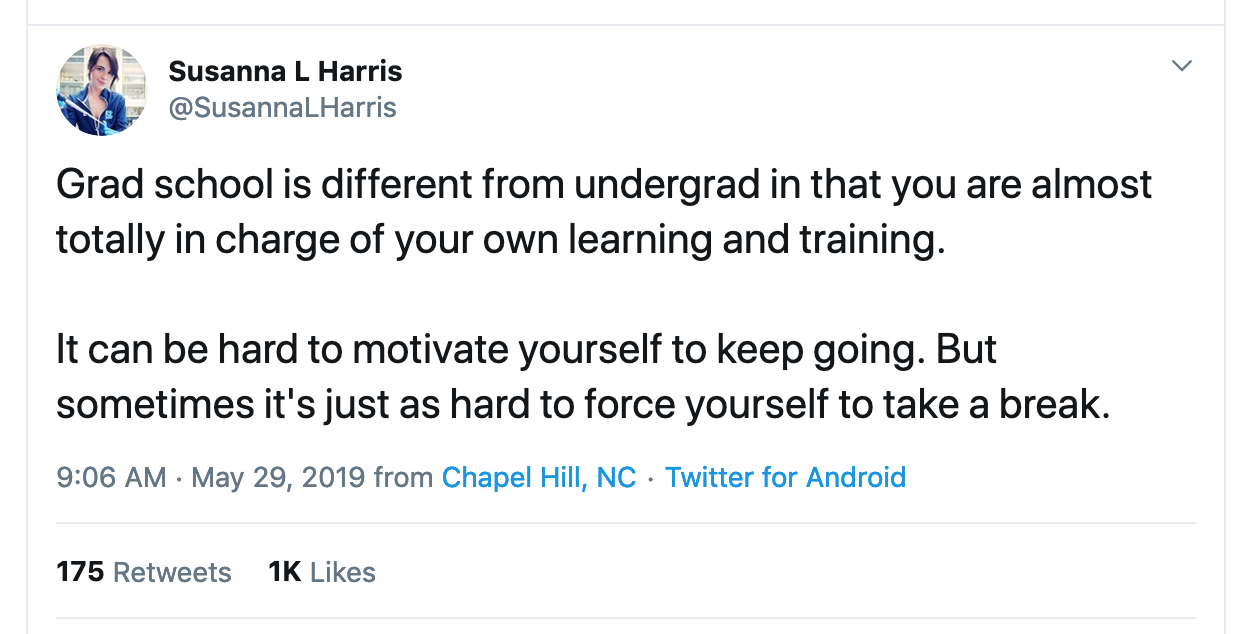 Susanna L Harris
@SusannaLHarris
Grad school is different from undergrad in that you are almost
totally in charge of your own learning and training.
It can be hard to motivate yourself to keep going. But
sometimes it's just as hard to force yourself to take a break.
9:06 AM · May 29, 2019 from Chapel Hill, NC · Twitter for Android
175 Retweets 1K Likes